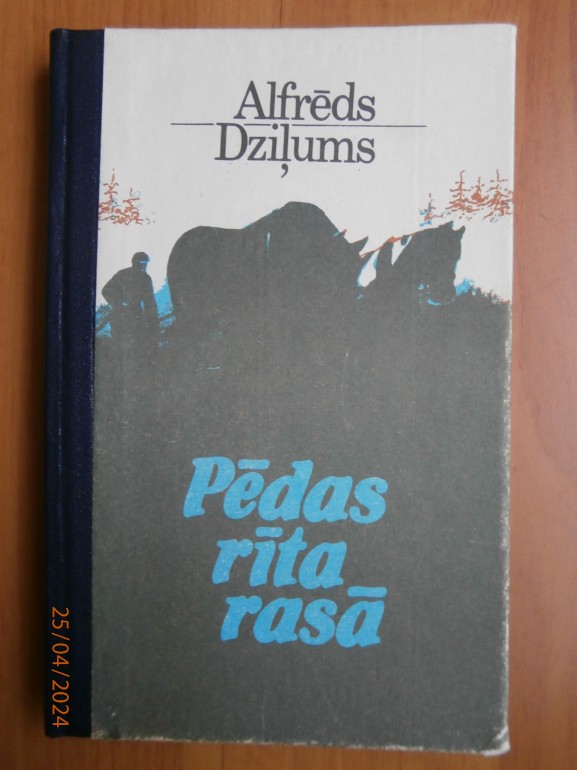 Alfrēds
Dziļums
Pēdas
rīta
rasā
25/04/2024